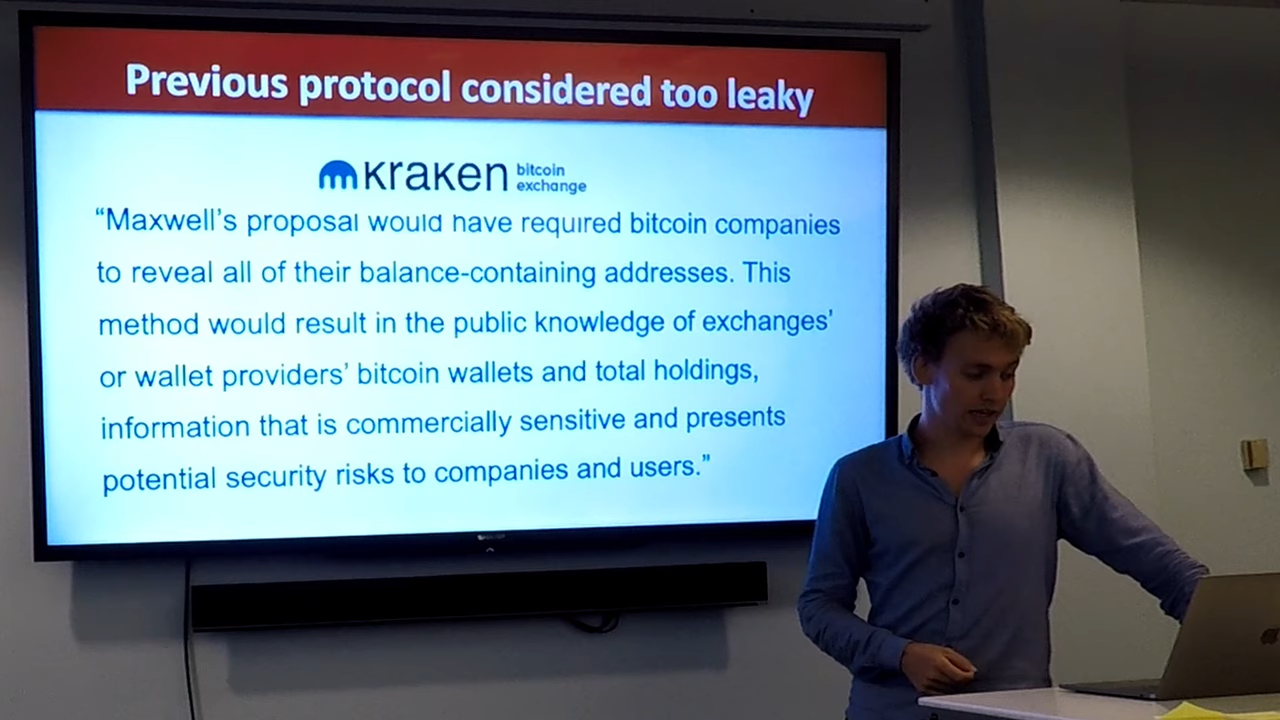 Previous protocol considered too leaky
kraken bitcoin
exchange
“Maxwell’s proposal would have required bitcoin companies
to reveal all of their balance-containing addresses. This
method would result in the public knowledge of exchanges’
or wallet providers’ bitcoin wallets and total holdings,
information that is commercially sensitive and presents
potential security risks to companies and users.”